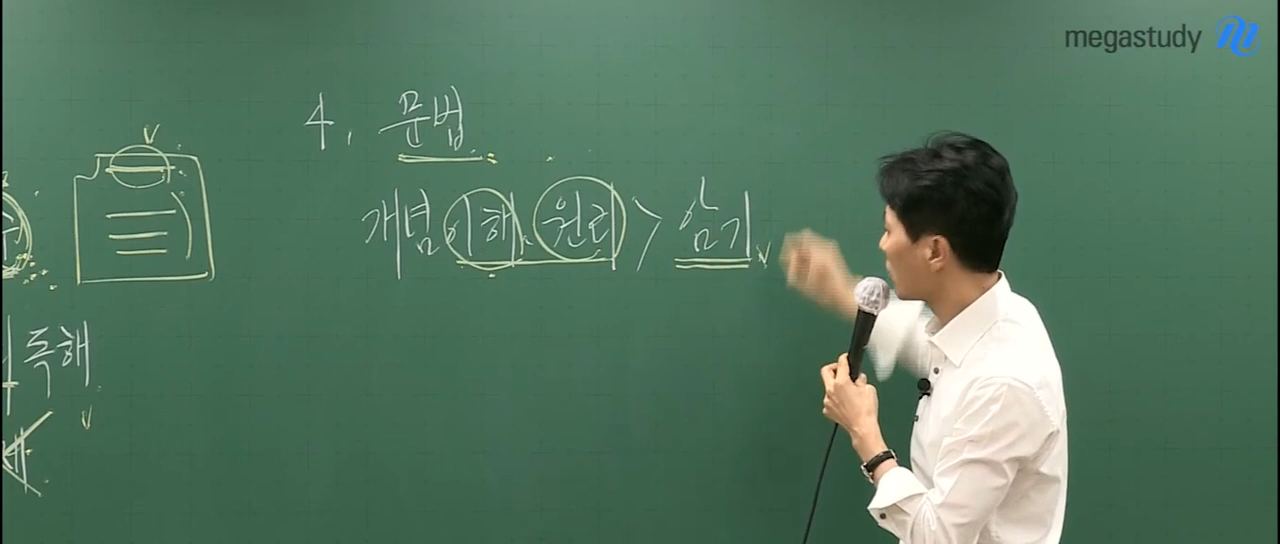 megastudy
4. 문법
개념 이해, 원리 > 암기
독해